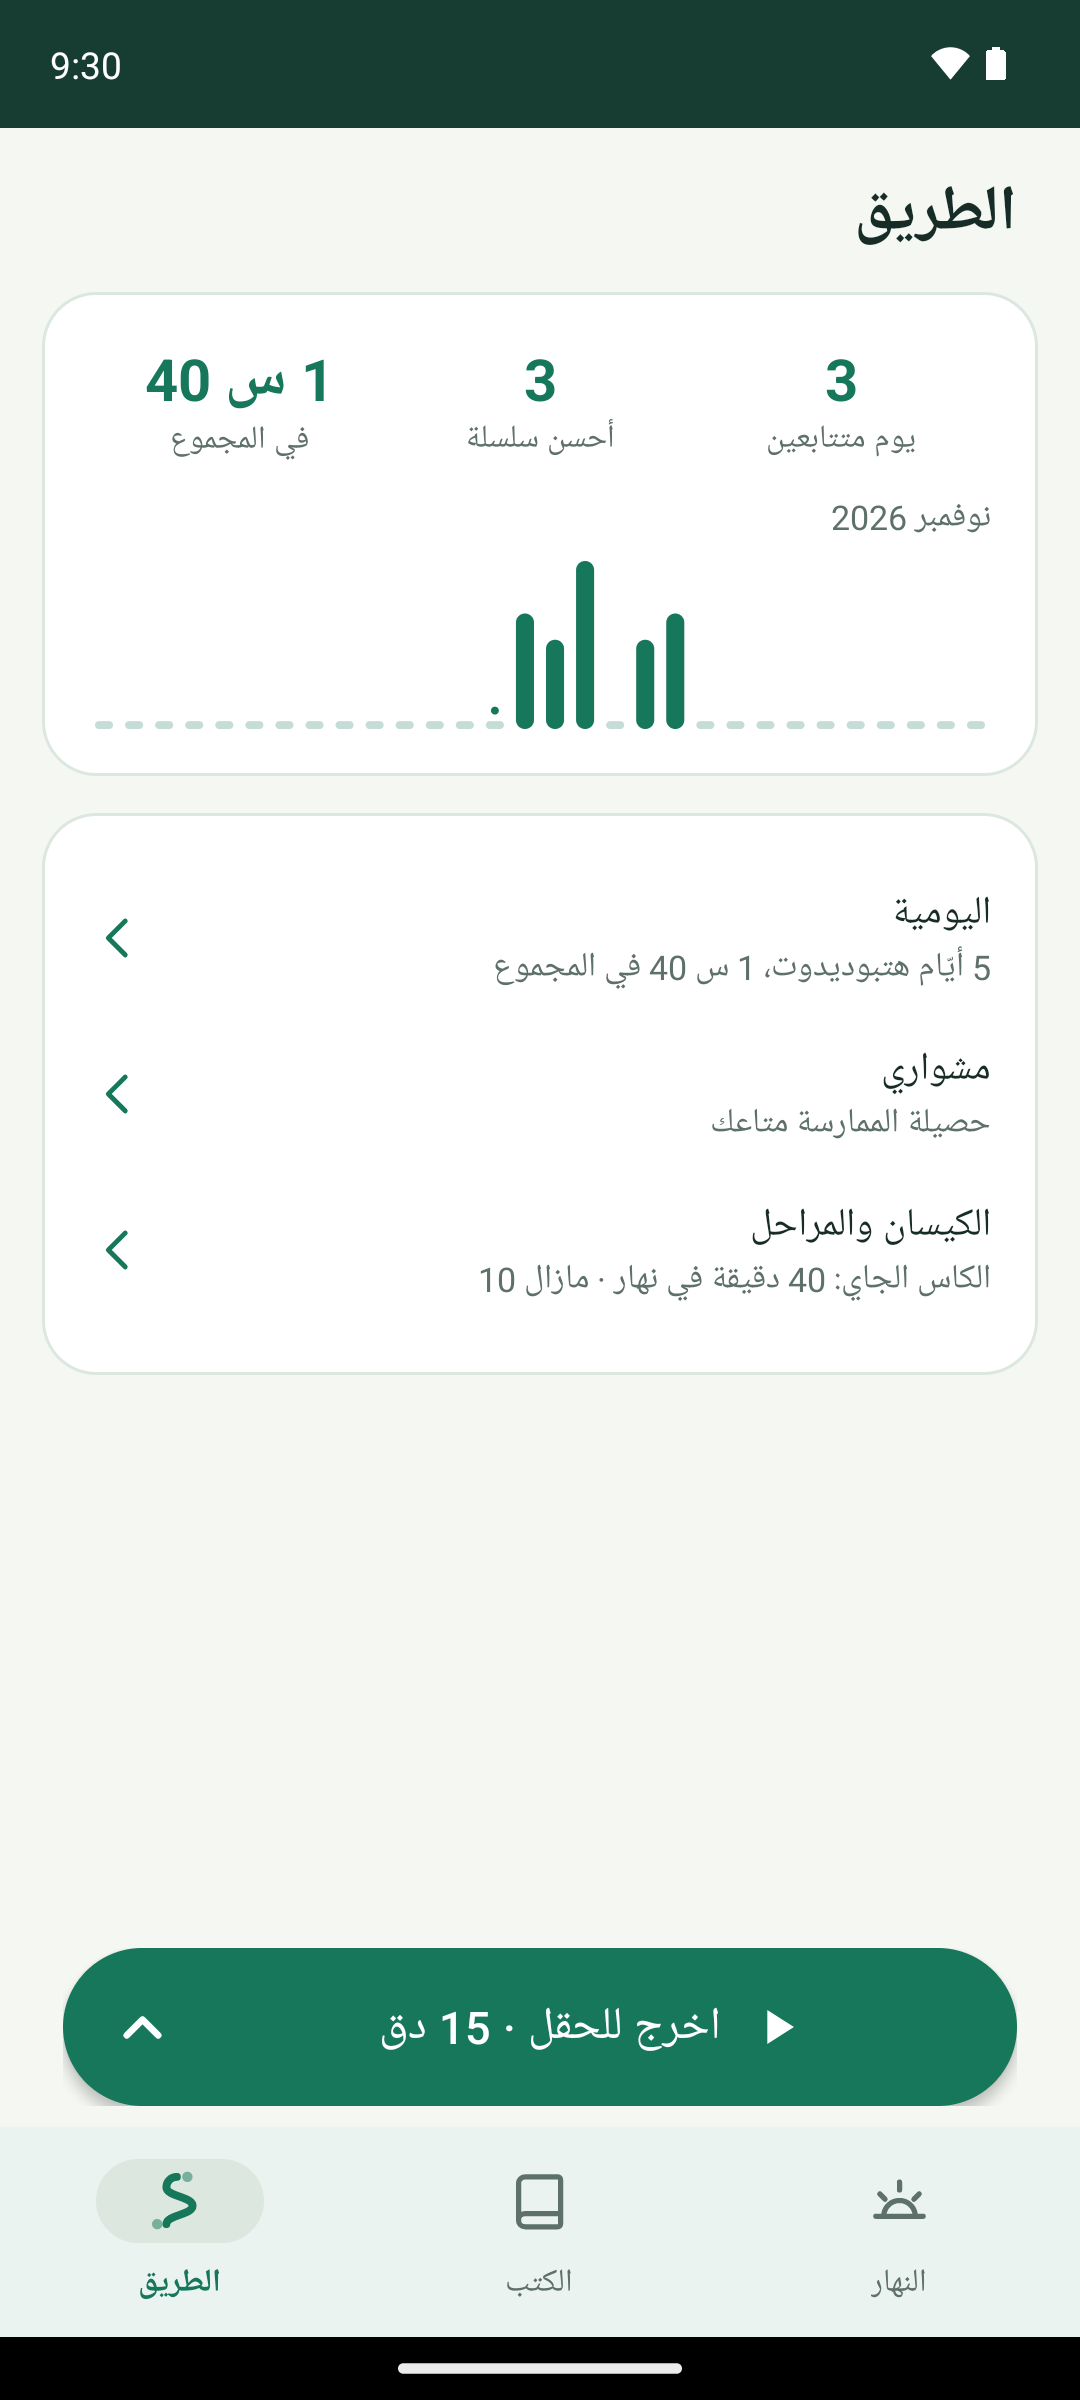 9:30
الطريق
3
يوم متتابعين
3
أحسن سلسلة
1 س 40
في المجموع
نوفمبر 2026
اليومية
5 أيّام هتبوديدوت، 1 س 40 في المجموع
مشواري
حصيلة الممارسة متاعك
الكيسان والمراحل
الكاس الجاي: 40 دقيقة في نهار · مازال 10
اخرج للحقل · 15 دق
النهار
الكتب
الطريق